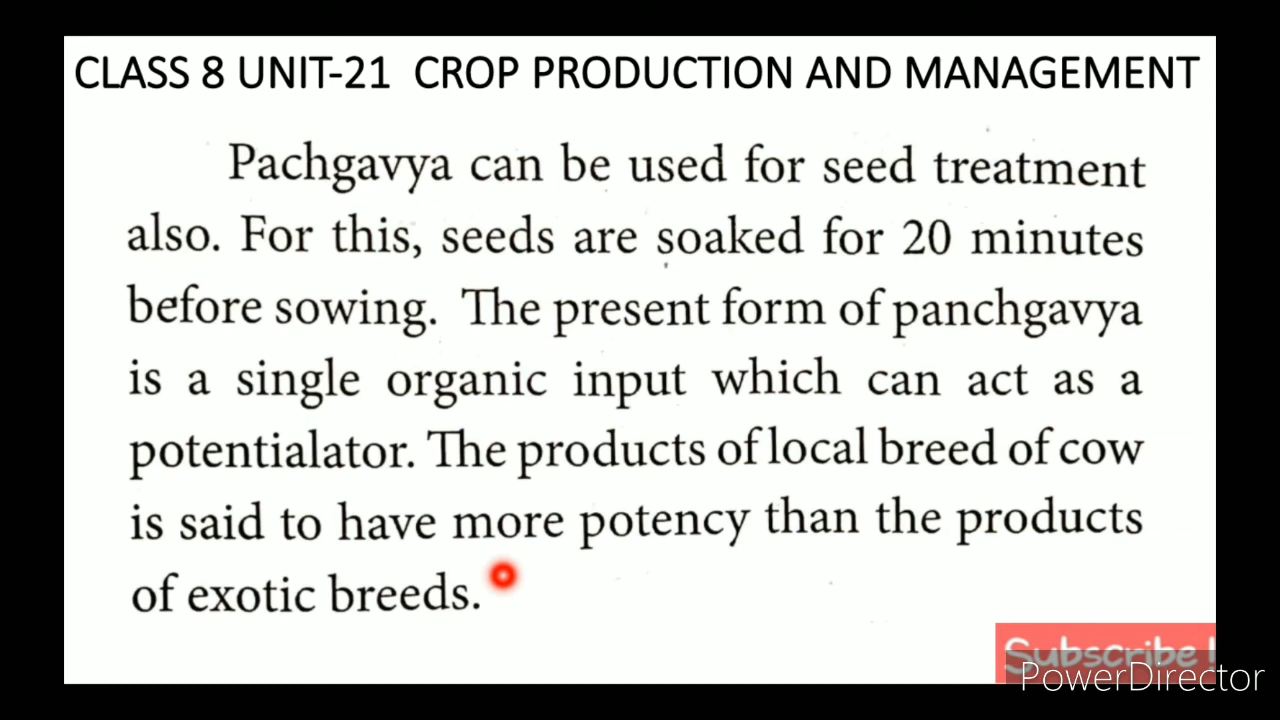 CLASS 8 UNIT-21 CROP PRODUCTION AND MANAGEMENT
Pachgavya can be used for seed treatment
also. For this, seeds are soaked for 20 minutes
before sowing. The present form of panchgavya
is a single organic input which can act as a
potentialator. The products of local breed of cow
is said to have more potency than the products
of exotic breeds.
Subscribe !
PowerDirector